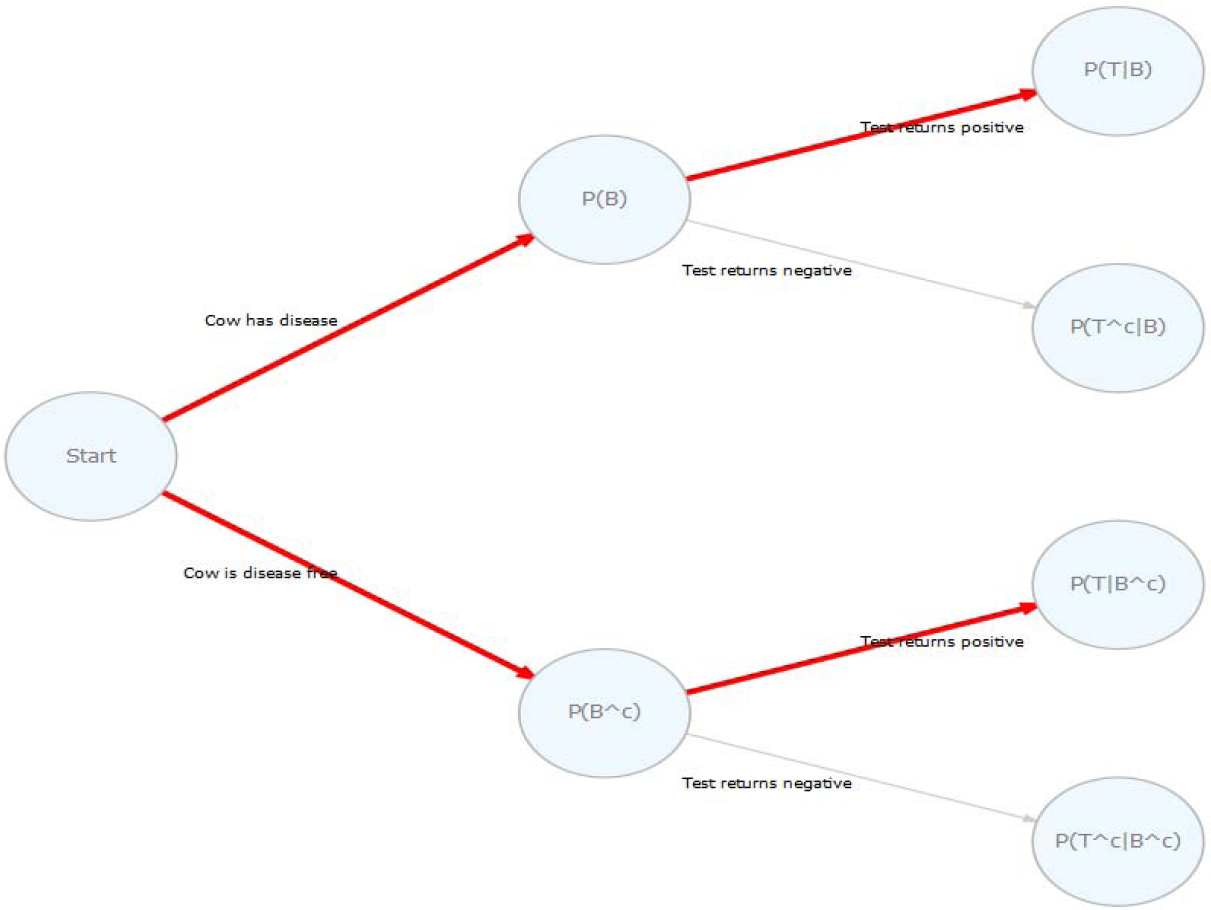 P(T|B)
Test returns positive
P(B)
Test returns negative
P(T^c|B)
Cow has disease
Start
Cow is disease free
P(T|B^c)
Test returns positive
P(B^c)
Test returns negative
P(T^c|B^c)